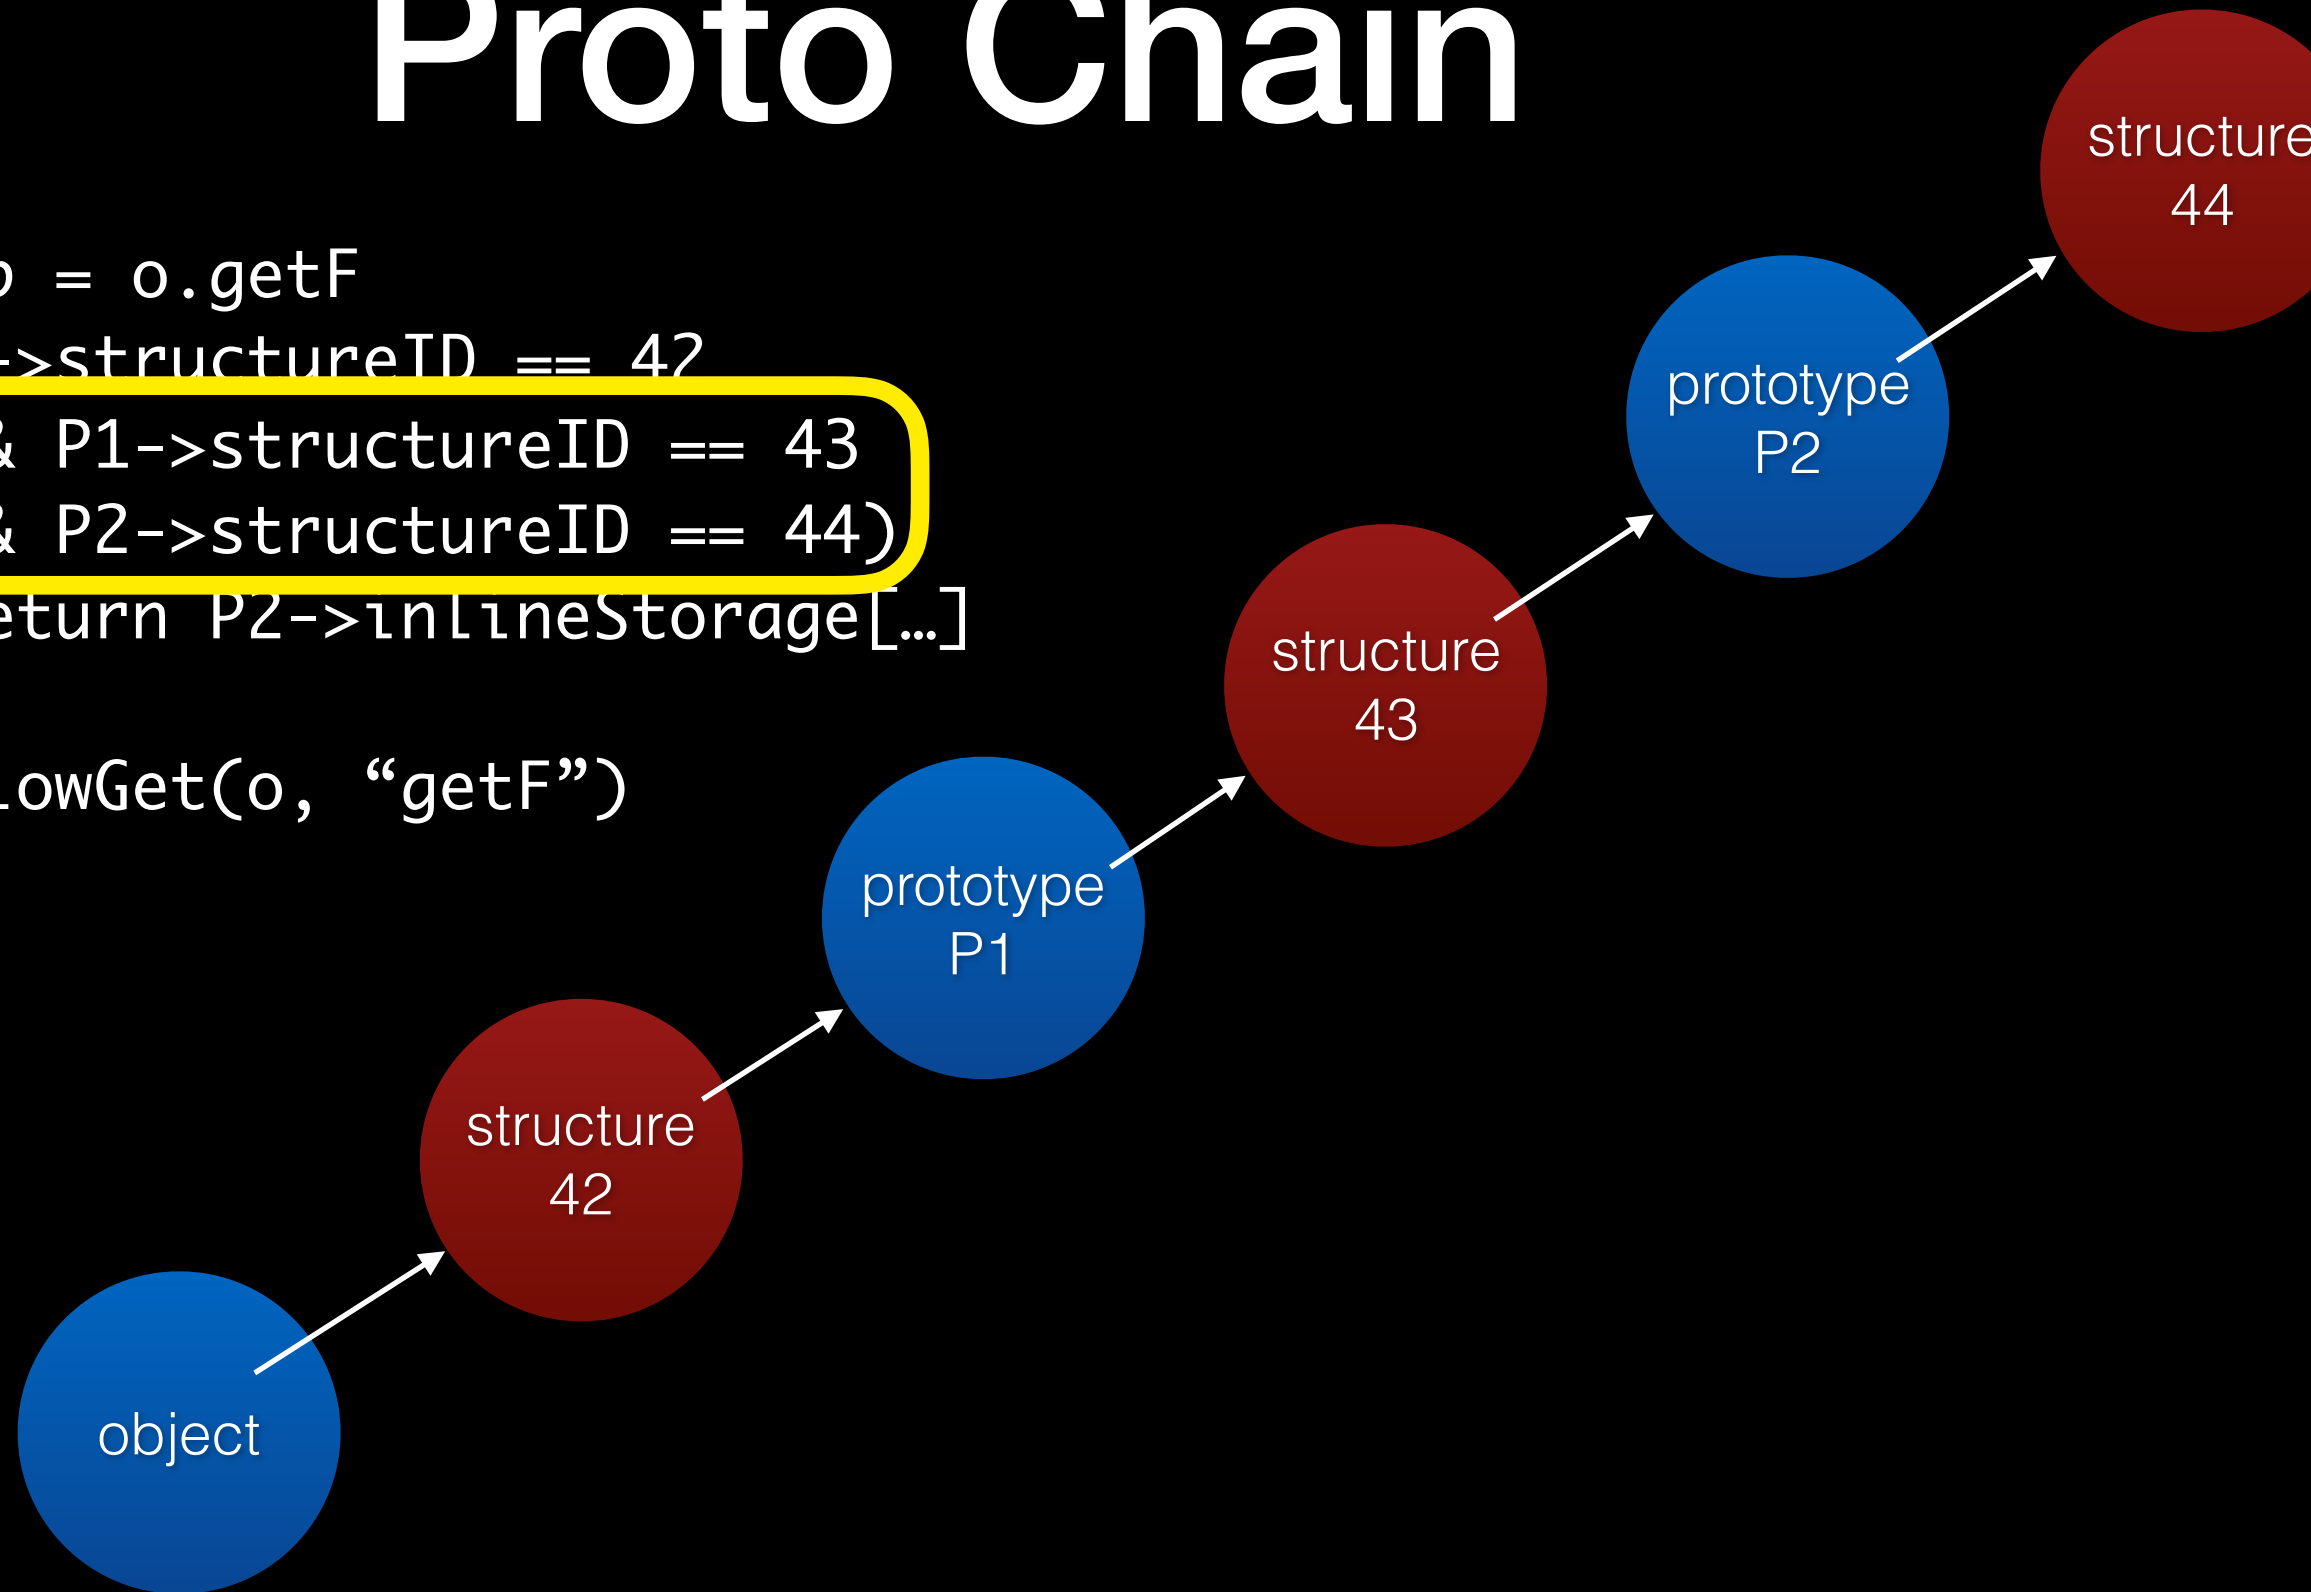 Proto Chain
= o.getF
->structureID == 42
& P1->structureID == 43
& P2->structureID == 44)
eturn P2->inlineStorage[…]
lowGet(o, “getF”)
structure
44
prototype
P2
structure
43
prototype
P1
structure
42
object